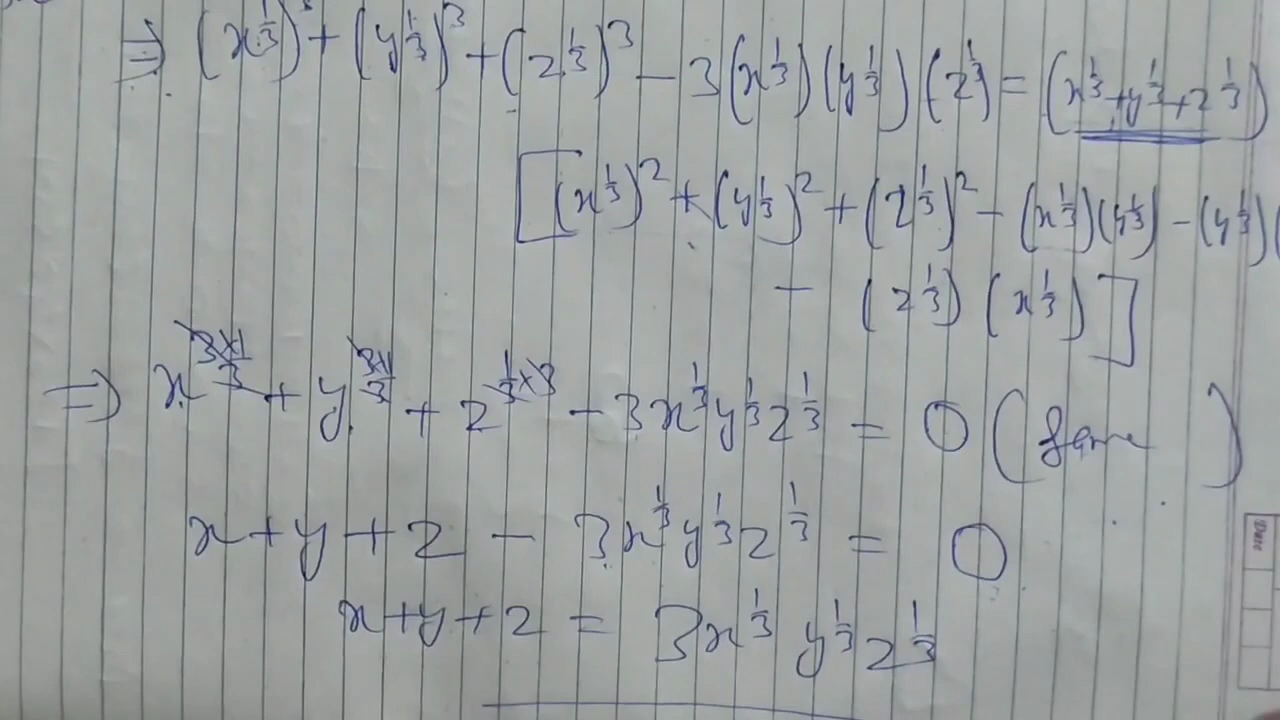 ⇒ (x^1/3)^3 + (y^1/3)^3 + (z^1/3)^3 - 3(x^1/3)(y^1/3)(z^1/3) = (x^1/3 + y^1/3 + z^1/3)
[(x^1/3)^2 + (y^1/3)^2 + (z^1/3)^2 - (x^1/3)(y^1/3) - (y^1/3)(
- (z^1/3)(x^1/3)]
⇒ x^3×1/3 + y^3×1/3 + z^1/3×3 - 3x^1/3 y^1/3 z^1/3 = 0 ( )
x + y + z - 3x^1/3 y^1/3 z^1/3 = 0
x + y + z = 3x^1/3 y^1/3 z^1/3
Date